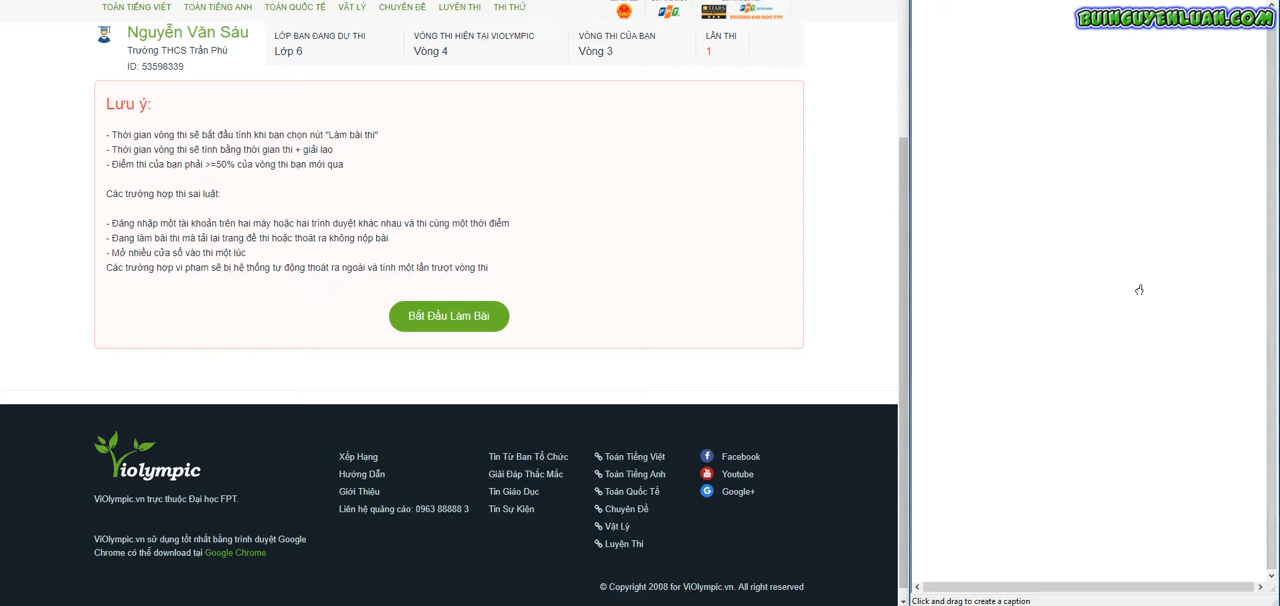 TOÁN TIẾNG VIỆT TOÁN TIẾNG ANH TOÁN QUỐC TẾ VẬT LÝ CHUYÊN ĐỀ LUYỆN THI THI THỬ
BUINGUYENLUAN.COM
Nguyễn Văn Sáu
Trường THCS Trần Phú
ID: 53598339
LỚP BẠN ĐANG DỰ THI
Lớp 6
VÒNG THI HIỆN TẠI VIOLYMPIC
Vòng 4
VÒNG THI CỦA BẠN
Vòng 3
LẦN THI
1
Lưu ý:
- Thời gian vòng thi sẽ bắt đầu tính khi bạn chọn nút "Làm bài thi"
- Thời gian vòng thi sẽ tính bằng thời gian thi + giải lao
- Điểm thi của bạn phải >=50% của vòng thi bạn mới qua
Các trường hợp thi sai luật:
- Đăng nhập một tài khoản trên hai máy hoặc hai trình duyệt khác nhau và thi cùng một thời điểm
- Đang làm bài thi mà tải lại trang đề thi hoặc thoát ra không nộp bài
- Mở nhiều cửa sổ vào thi một lúc
Các trường hợp vi phạm sẽ bị hệ thống tự động thoát ra ngoài và tính một lần trượt vòng thi
Bắt Đầu Làm Bài
Violympic
ViOlympic.vn trực thuộc Đại học FPT.
ViOlympic.vn sử dụng tốt nhất bằng trình duyệt Google
Chrome có thể download tại Google Chrome
Xếp Hạng
Hướng Dẫn
Giới Thiệu
Liên hệ quảng cáo: 0963 88888 3
Tin Từ Ban Tổ Chức
Giải Đáp Thắc Mắc
Tin Giáo Dục
Tin Sự Kiện
Toán Tiếng Việt
Toán Tiếng Anh
Toán Quốc Tế
Chuyên Đề
Vật Lý
Luyện Thi
Facebook
Youtube
Google+
© Copyright 2008 for ViOlympic.vn. All right reserved
Click and drag to create a caption